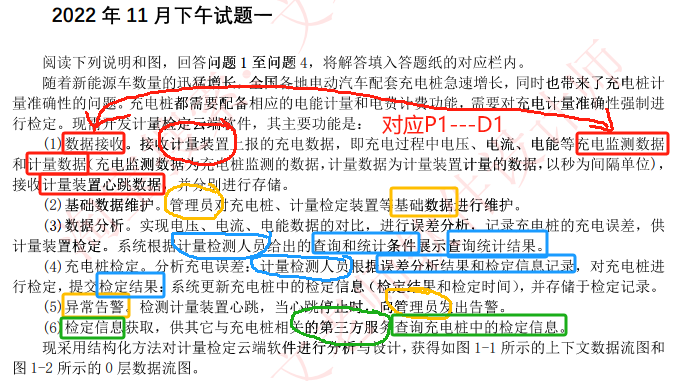 2022 年 11 月下午试题一
阅读下列说明和图，回答问题 1 至问题 4，将解答填入答题纸的对应栏内。
随着新能源车数量的迅猛增长，全国各地电动汽车配套充电桩急速增长，同时也带来了充电桩计
量准确性的问题。充电桩都需要配备相应的电能计量和电费计费功能，需要对充电计量准确性强制进
行检定。现计开发计量检定云端软件，其主要功能是：
对应P1---D1
(1)数据接收。接收计量装置上报的充电数据，即充电过程中电压、电流、电能等充电监测数据
和计量数据（充电监测数据为充电桩监测的数据，计量数据为计量装置计量的数据，以秒为间隔单位），
接收计量装置心跳数据，并分别进行存储。
(2)基础数据维护。管理员对充电桩、计量检定装置等基础数据进行维护。
(3)数据分析。实现电压、电流、电能数据的对比，进行误差分析，记录充电桩的充电误差，供
计量装置检定。系统根据计量检测人员给出的查询和统计条件展示查询统计结果。
(4)充电桩检定。分析充电误差：计量检测人员根据误差分析结果和检定信息记录，对充电桩进
行检定，提交检定结果；系统更新充电桩中的检定信息（检定结果和检定时间），并存储于检定记录。
(5)异常告警。检测计量装置心跳，当心跳停止时，向管理员发出告警。
(6)检定信息获取，供其它与充电桩相关的第三方服务查询充电桩中的检定信息。
现采用结构化方法对计量检定云端软件进行分析与设计，获得如图 1-1 所示的上下文数据流图和
图 1-2 所示的 0 层数据流图。